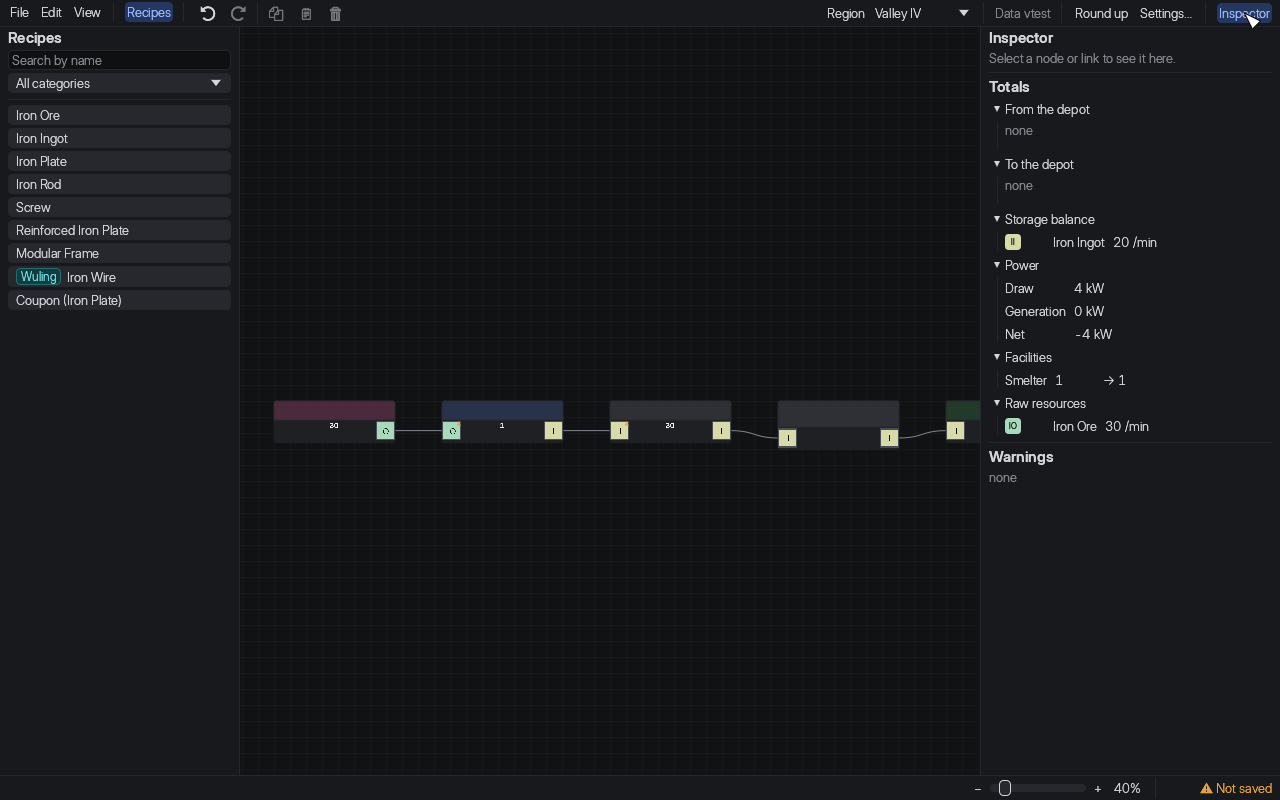 File Edit View Recipes Region Valley IV Data vtest Round up Settings... Inspector
Recipes
Search by name
All categories
Iron Ore
Iron Ingot
Iron Plate
Iron Rod
Screw
Reinforced Iron Plate
Modular Frame
Wuling Iron Wire
Coupon (Iron Plate)
30 O O 1 I I 30 I I I I
Inspector
Select a node or link to see it here.
Totals
From the depot
none
To the depot
none
Storage balance
II Iron Ingot 20 /min
Power
Draw 4 kW
Generation 0 kW
Net -4 kW
Facilities
Smelter 1 → 1
Raw resources
IO Iron Ore 30 /min
Warnings
none
− + 40% Not saved